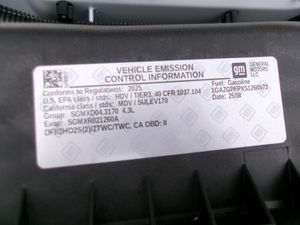 VEHICLE EMISSION
CONTROL INFORMATION
gm
GENERAL
MOTORS
LLC
Conforms to Regulations: 2025
Fuel: Gasoline
U.S. EPA class / stds: HDV / TIER3, 40 CFR 1037.104
California class / stds: MDV / SULEV170
Date: 25/08
Group: SGMXD04.3170 4.3L
Evap: SGMXR021260A
DFI/2HO2S(2)/2TWC/TWC, CA OBD: II